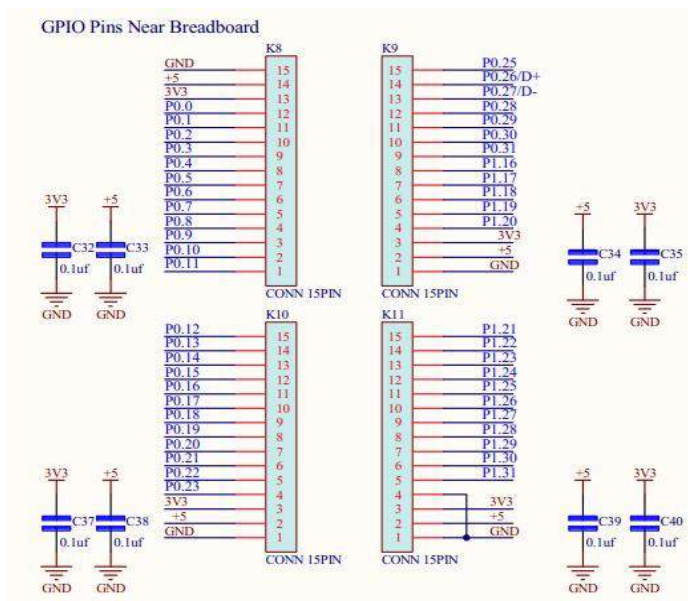 GPIO Pins Near Breadboard
K8
GND 15
+5 14
3V3 13
P0.0 12
P0.1 11
P0.2 10
P0.3 9
P0.4 8
P0.5 7
P0.6 6
P0.7 5
P0.8 4
P0.9 3
P0.10 2
P0.11 1
CONN 15PIN
K9
15 P0.25
14 P0.26/D+
13 P0.27/D-
12 P0.28
11 P0.29
10 P0.30
9 P0.31
8 P1.16
7 P1.17
6 P1.18
5 P1.19
4 P1.20
3 3V3
2 +5
1 GND
CONN 15PIN
3V3 +5
C32 C33
0.1uf 0.1uf
GND GND
+5 3V3
C34 C35
0.1uf 0.1uf
GND GND
K10
P0.12 15
P0.13 14
P0.14 13
P0.15 12
P0.16 11
P0.17 10
P0.18 9
P0.19 8
P0.20 7
P0.21 6
P0.22 5
P0.23 4
3V3 3
+5 2
GND 1
CONN 15PIN
K11
15 P1.21
14 P1.22
13 P1.23
12 P1.24
11 P1.25
10 P1.26
9 P1.27
8 P1.28
7 P1.29
6 P1.30
5 P1.31
4
3 3V3
2 +5
1 GND
CONN 15PIN
3V3 +5
C37 C38
0.1uf 0.1uf
GND GND
+5 3V3
C39 C40
0.1uf 0.1uf
GND GND